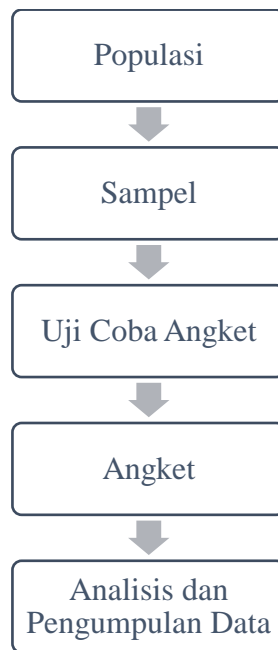 Populasi
Sampel
Uji Coba Angket
Angket
Analisis dan
Pengumpulan Data